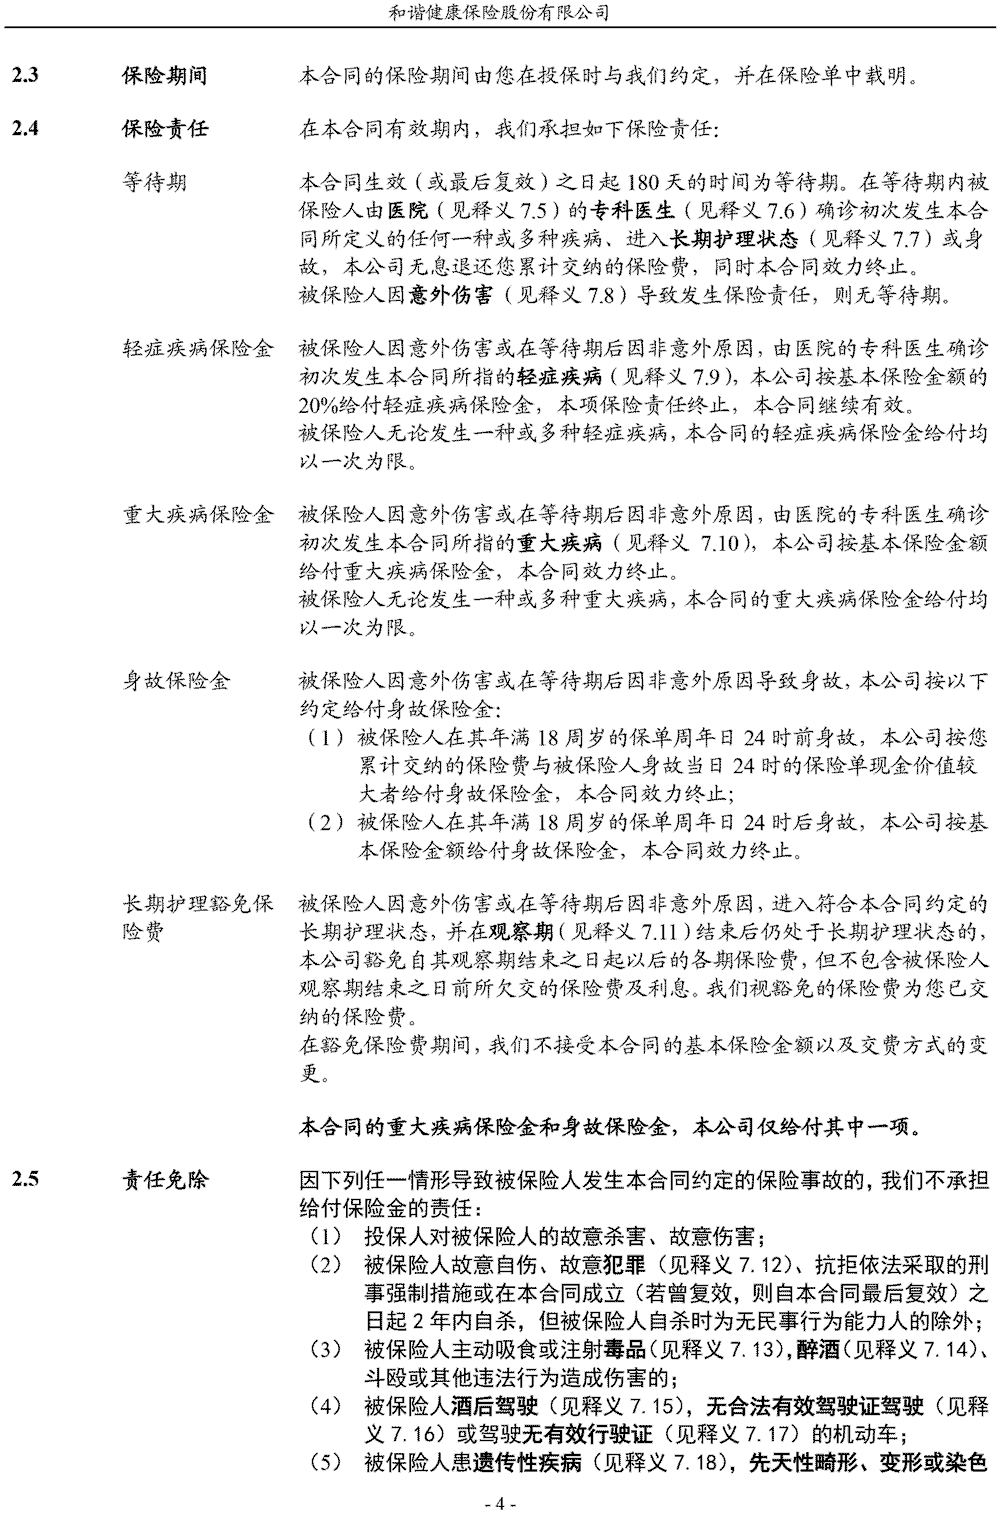 和谐健康保险股份有限公司
2.3 保险期间 本合同的保险期间由您在投保时与我们约定，并在保险单中载明。
2.4 保险责任 在本合同有效期内，我们承担如下保险责任：
等待期 本合同生效（或最后复效）之日起 180 天的时间为等待期。在等待期内被
保险人由医院（见释义 7.5）的专科医生（见释义 7.6）确诊初次发生本合
同所定义的任何一种或多种疾病、进入长期护理状态（见释义 7.7）或身
故，本公司无息退还您累计交纳的保险费，同时本合同效力终止。
被保险人因意外伤害（见释义 7.8）导致发生保险责任，则无等待期。
轻症疾病保险金 被保险人因意外伤害或在等待期后因非意外原因，由医院的专科医生确诊
初次发生本合同所指的轻症疾病（见释义 7.9），本公司按基本保险金额的
20%给付轻症疾病保险金，本项保险责任终止，本合同继续有效。
被保险人无论发生一种或多种轻症疾病，本合同的轻症疾病保险金给付均
以一次为限。
重大疾病保险金 被保险人因意外伤害或在等待期后因非意外原因，由医院的专科医生确诊
初次发生本合同所指的重大疾病（见释义 7.10），本公司按基本保险金额
给付重大疾病保险金，本合同效力终止。
被保险人无论发生一种或多种重大疾病，本合同的重大疾病保险金给付均
以一次为限。
身故保险金 被保险人因意外伤害或在等待期后因非意外原因导致身故，本公司按以下
约定给付身故保险金：
（1）被保险人在其年满 18 周岁的保单周年日 24 时前身故，本公司按您
累计交纳的保险费与被保险人身故当日 24 时的保险单现金价值较
大者给付身故保险金，本合同效力终止；
（2）被保险人在其年满 18 周岁的保单周年日 24 时后身故，本公司按基
本保险金额给付身故保险金，本合同效力终止。
长期护理豁免保 被保险人因意外伤害或在等待期后因非意外原因，进入符合本合同约定的
险费 长期护理状态，并在观察期（见释义 7.11）结束后仍处于长期护理状态的，
本公司豁免自其观察期结束之日起以后的各期保险费，但不包含被保险人
观察期结束之日前所欠交的保险费及利息。我们视豁免的保险费为您已交
纳的保险费。
在豁免保险费期间，我们不接受本合同的基本保险金额以及交费方式的变
更。
本合同的重大疾病保险金和身故保险金，本公司仅给付其中一项。
2.5 责任免除 因下列任一情形导致被保险人发生本合同约定的保险事故的，我们不承担
给付保险金的责任：
（1） 投保人对被保险人的故意杀害、故意伤害；
（2） 被保险人故意自伤、故意犯罪（见释义 7.12）、抗拒依法采取的刑
事强制措施或在本合同成立（若曾复效，则自本合同最后复效）之
日起 2 年内自杀，但被保险人自杀时为无民事行为能力人的除外；
（3） 被保险人主动吸食或注射毒品（见释义 7.13），醉酒（见释义 7.14）、
斗殴或其他违法行为造成伤害的；
（4） 被保险人酒后驾驶（见释义 7.15），无合法有效驾驶证驾驶（见释
义 7.16）或驾驶无有效行驶证（见释义 7.17）的机动车；
（5） 被保险人患遗传性疾病（见释义 7.18），先天性畸形、变形或染色
- 4 -